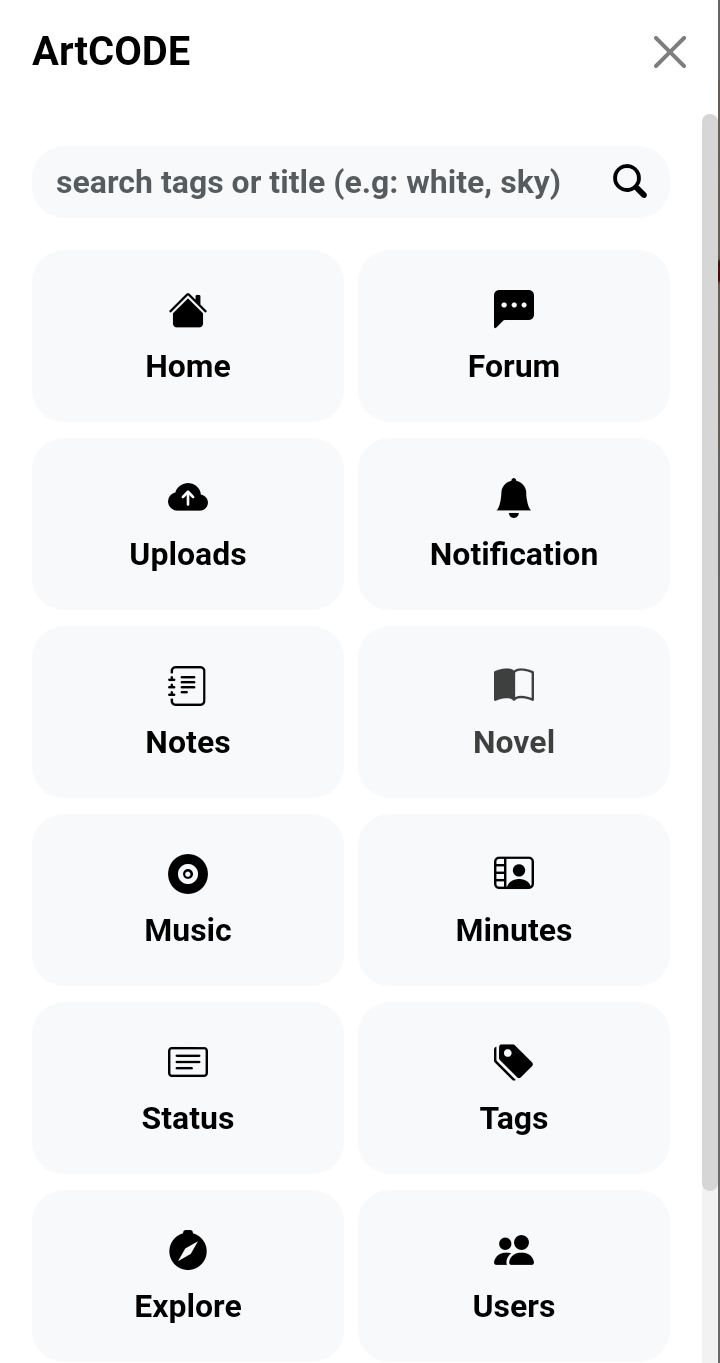 ArtCODE
search tags or title (e.g: white, sky)
Home
Forum
Uploads
Notification
Notes
Novel
Music
Minutes
Status
Tags
Explore
Users